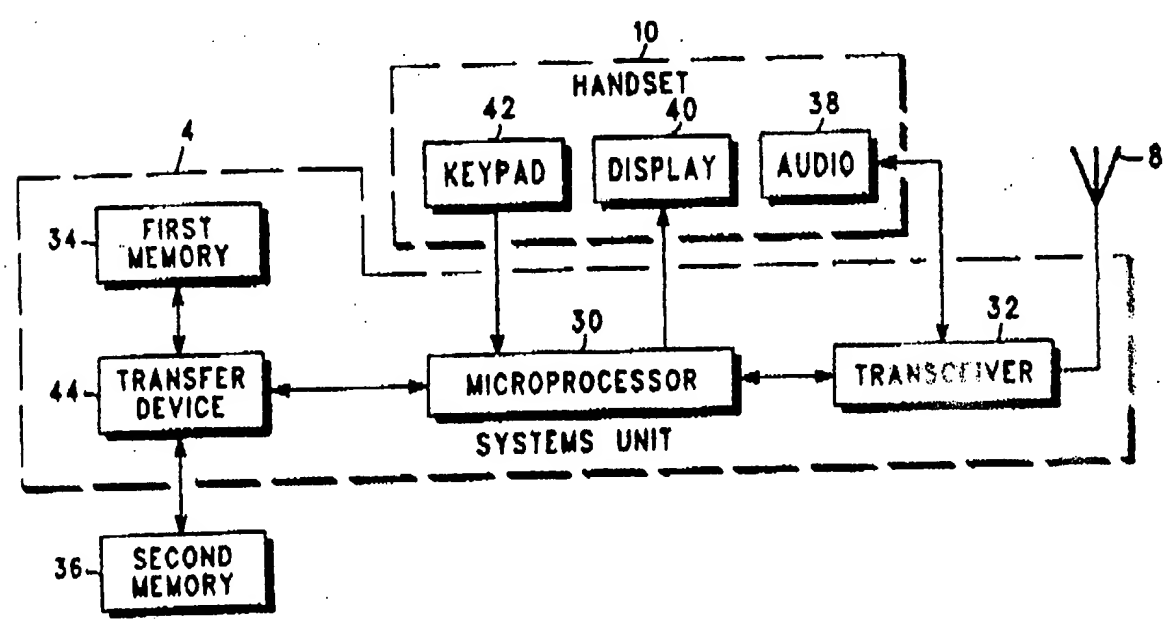 10
HANDSET
42
40
38
KEYPAD
DISPLAY
AUDIO
8
4
34
FIRST
MEMORY
30
32
44
TRANSFER
DEVICE
MICROPROCESSOR
TRANSCEIVER
SYSTEMS UNIT
36
SECOND
MEMORY